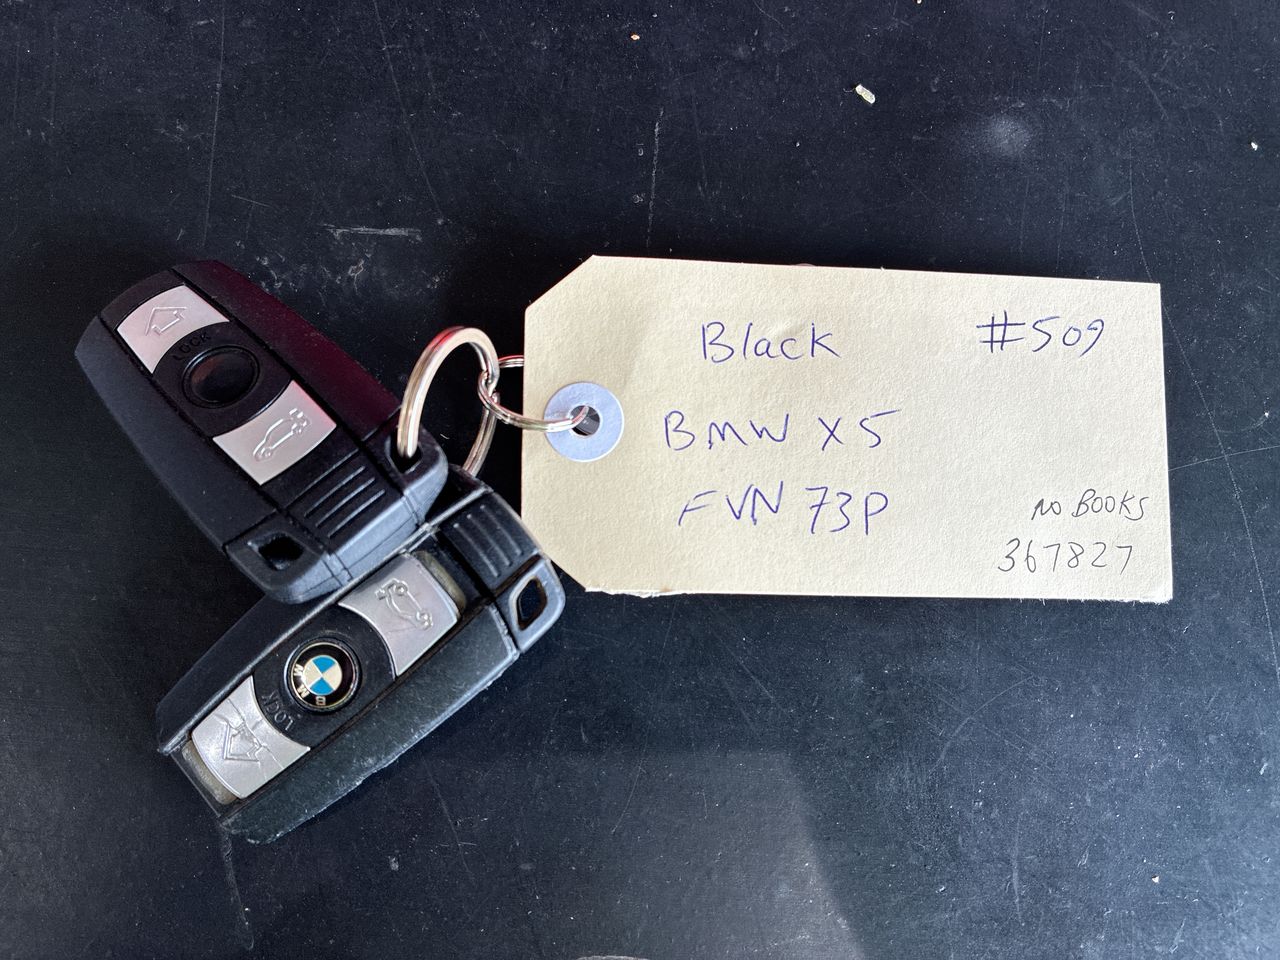 Black #509
BMW X5
FVN 73P
NO BOOKS
367827
LOCK
BMW
LOCK